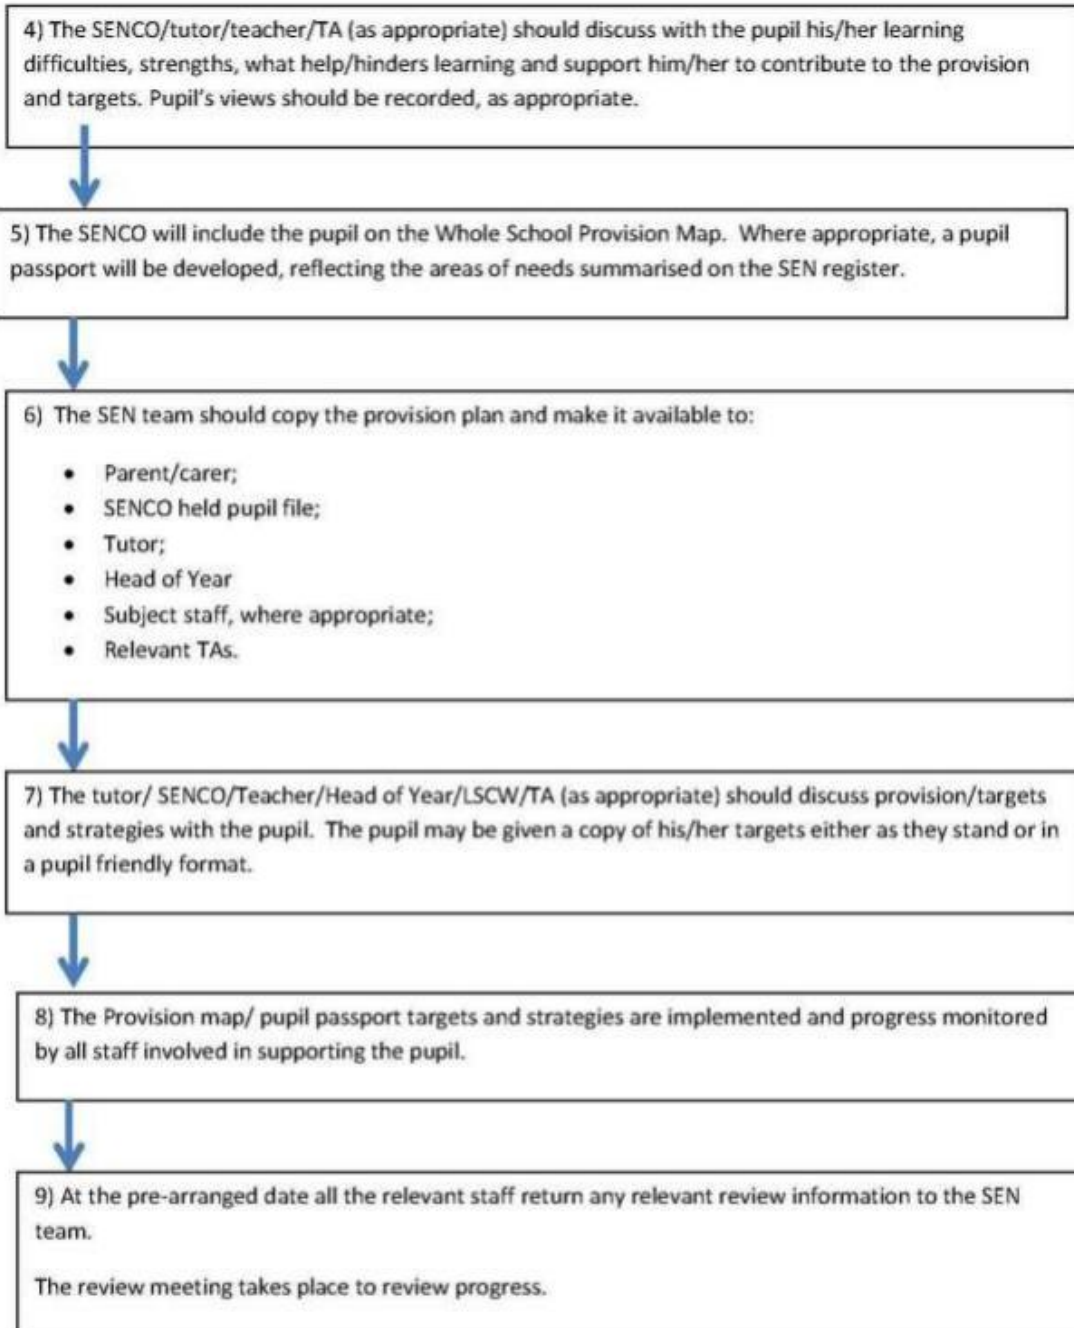 4) The SENCO/tutor/teacher/TA (as appropriate) should discuss with the pupil his/her learning
difficulties, strengths, what help/hinders learning and support him/her to contribute to the provision
and targets. Pupil's views should be recorded, as appropriate.
5) The SENCO will include the pupil on the Whole School Provision Map. Where appropriate, a pupil
passport will be developed, reflecting the areas of needs summarised on the SEN register.
6) The SEN team should copy the provision plan and make it available to:
• Parent/carer;
• SENCO held pupil file;
• Tutor;
• Head of Year
• Subject staff, where appropriate;
• Relevant TAs.
7) The tutor/ SENCO/Teacher/Head of Year/LSCW/TA (as appropriate) should discuss provision/targets
and strategies with the pupil. The pupil may be given a copy of his/her targets either as they stand or in
a pupil friendly format.
8) The Provision map/ pupil passport targets and strategies are implemented and progress monitored
by all staff involved in supporting the pupil.
9) At the pre-arranged date all the relevant staff return any relevant review information to the SEN
team.
The review meeting takes place to review progress.